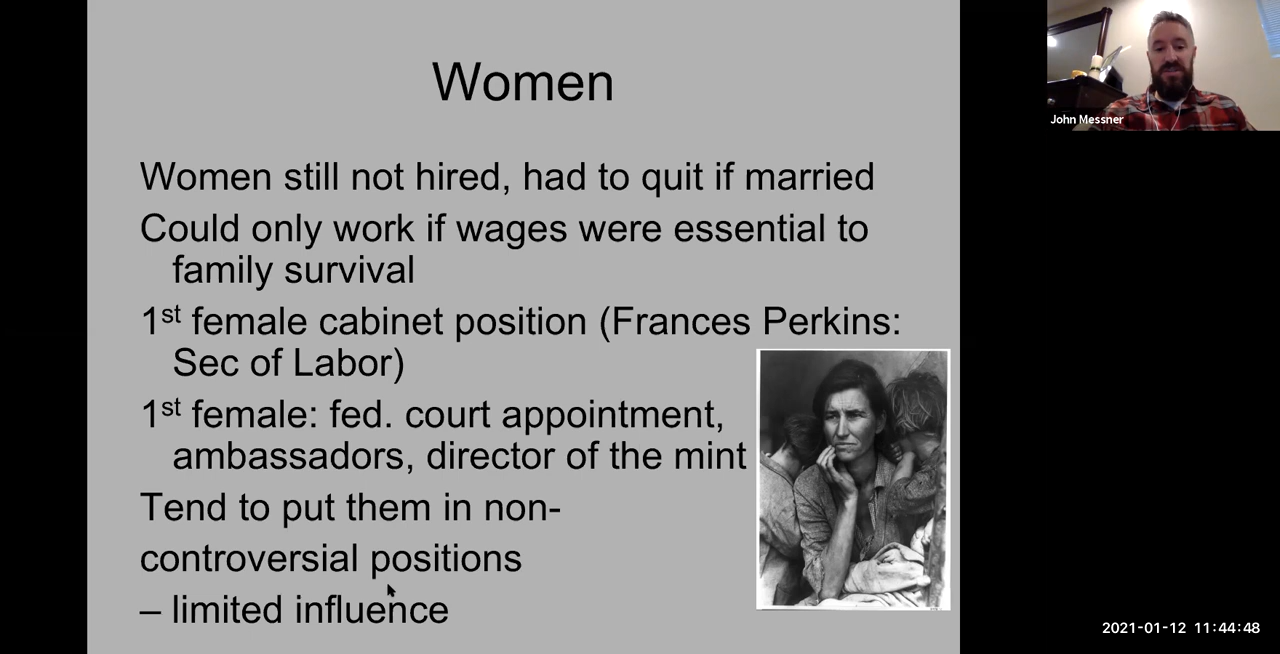 Women
Women still not hired, had to quit if married
Could only work if wages were essential to
family survival
1st female cabinet position (Frances Perkins:
Sec of Labor)
1st female: fed. court appointment,
ambassadors, director of the mint
Tend to put them in non-
controversial positions
– limited influence
John Messner
2021-01-12 11:44:48